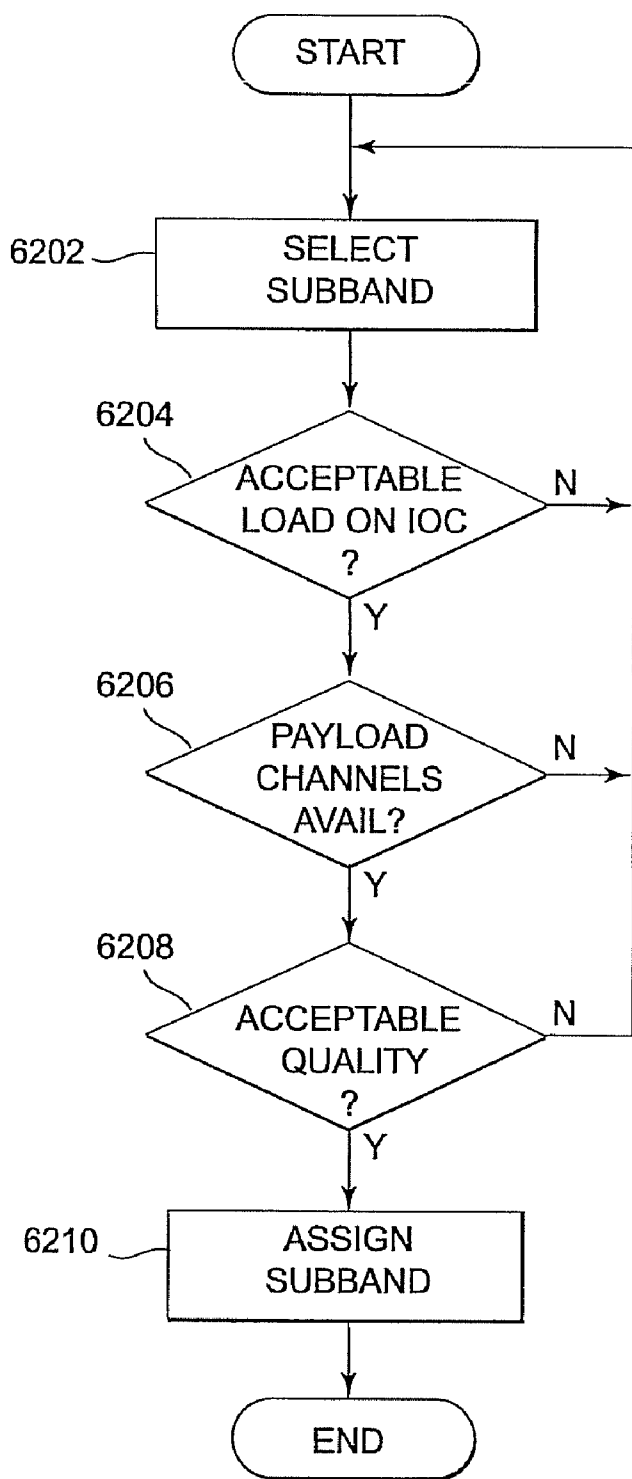 START
6202
SELECT
SUBBAND
6204
ACCEPTABLE
LOAD ON IOC
?
N
Y
6206
PAYLOAD
CHANNELS
AVAIL?
N
Y
6208
ACCEPTABLE
QUALITY
?
N
Y
6210
ASSIGN
SUBBAND
END